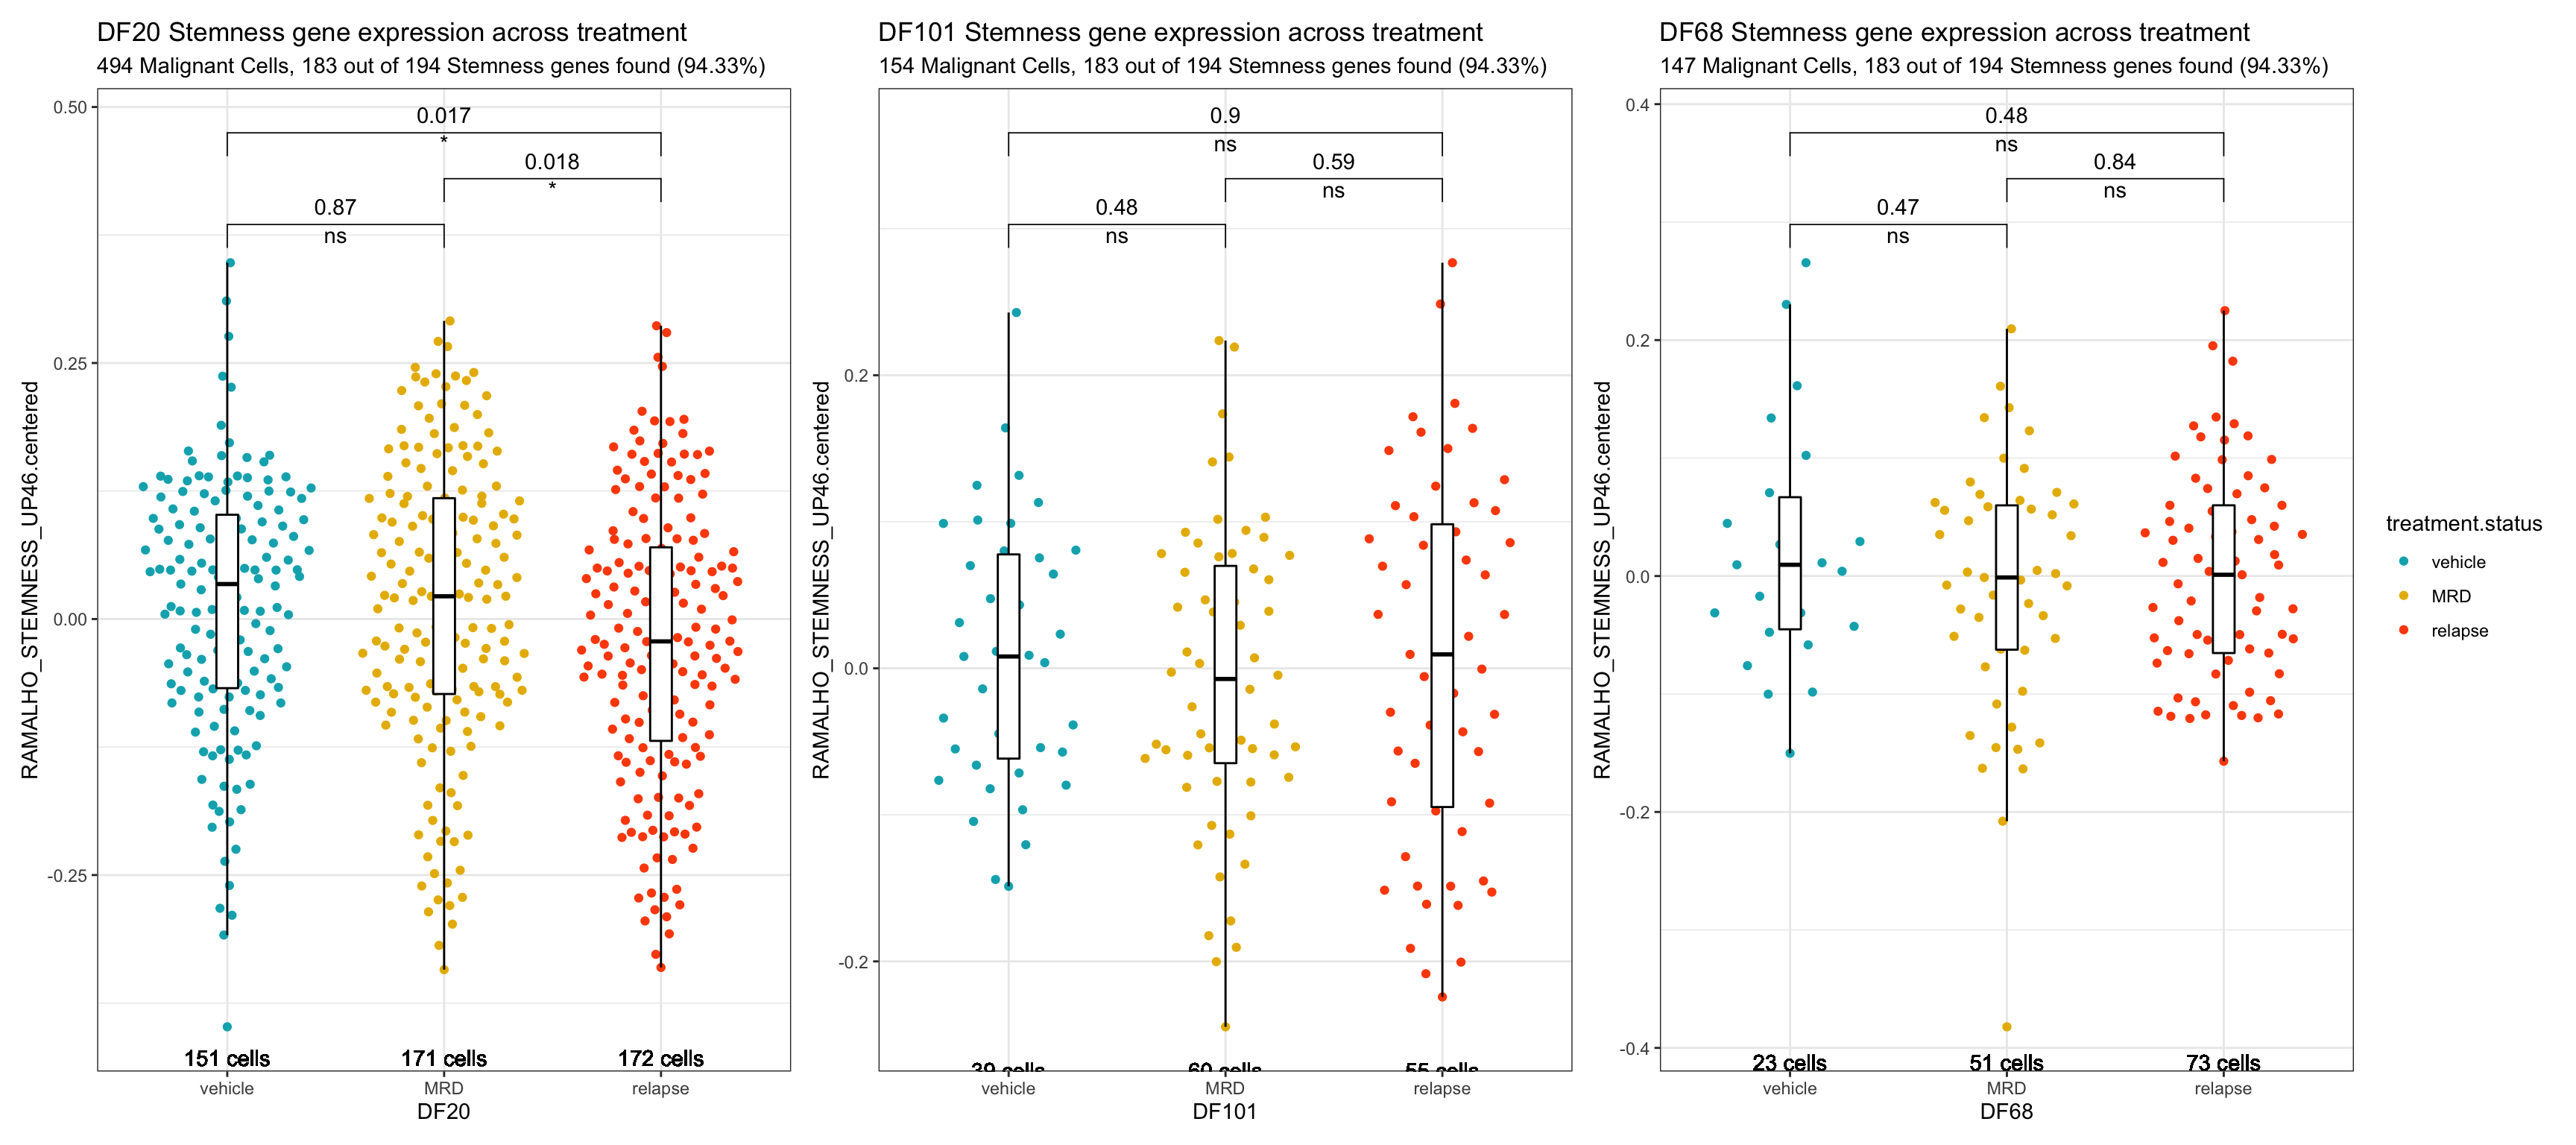 DF20 Stemness gene expression across treatment
494 Malignant Cells, 183 out of 194 Stemness genes found (94.33%)
RAMALHO_STEMNESS_UP46.centered
0.50
0.25
0.00
-0.25
0.017
*
0.018
*
0.87
ns
151 cells
171 cells
172 cells
vehicle
MRD
relapse
DF20
DF101 Stemness gene expression across treatment
154 Malignant Cells, 183 out of 194 Stemness genes found (94.33%)
RAMALHO_STEMNESS_UP46.centered
0.2
0.0
-0.2
0.9
ns
0.59
ns
0.48
ns
39 cells
60 cells
55 cells
vehicle
MRD
relapse
DF101
DF68 Stemness gene expression across treatment
147 Malignant Cells, 183 out of 194 Stemness genes found (94.33%)
RAMALHO_STEMNESS_UP46.centered
0.4
0.2
0.0
-0.2
-0.4
0.48
ns
0.84
ns
0.47
ns
23 cells
51 cells
73 cells
vehicle
MRD
relapse
DF68
treatment.status
vehicle
MRD
relapse